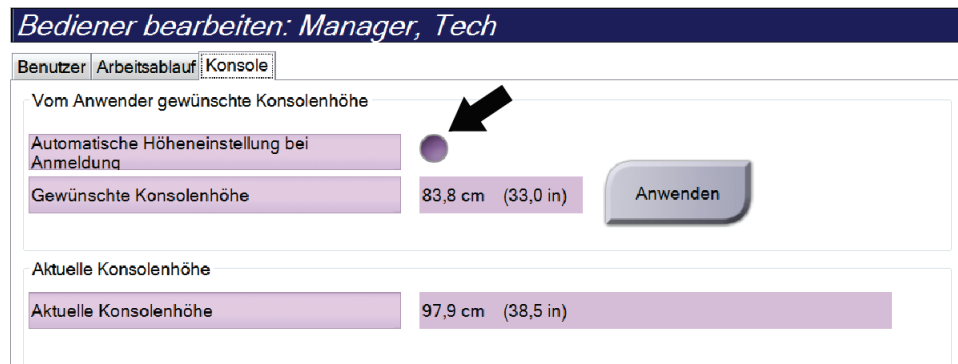 Bediener bearbeiten: Manager, Tech
Benutzer Arbeitsablauf Konsole
Vom Anwender gewünschte Konsolenhöhe
Automatische Höheneinstellung bei
Anmeldung
Gewünschte Konsolenhöhe 83,8 cm (33,0 in) Anwenden
Aktuelle Konsolenhöhe
Aktuelle Konsolenhöhe 97,9 cm (38,5 in)